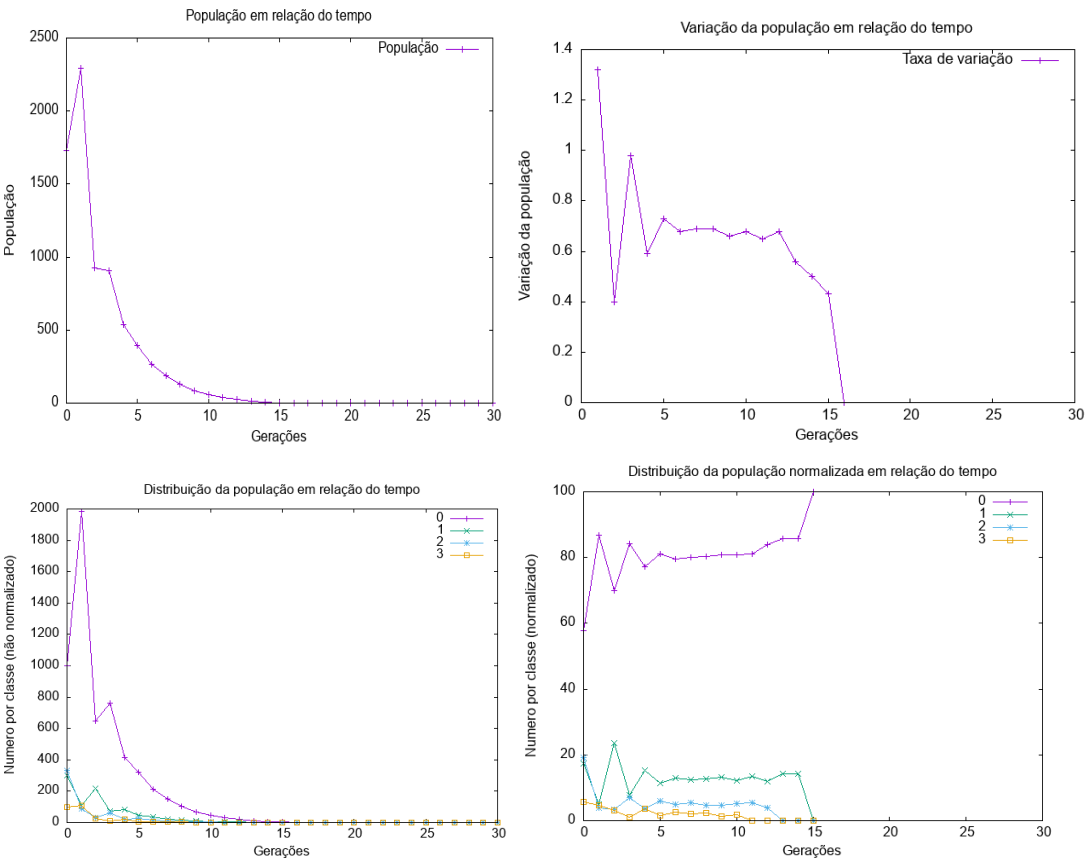 População em relação do tempo
População
2500
2000
1500
1000
500
0
0 5 10 15 20 25 30
População
Gerações
Variação da população em relação do tempo
Taxa de variação
1.4
1.2
1
0.8
0.6
0.4
0.2
0
0 5 10 15 20 25 30
Variação da população
Gerações
Distribuição da população em relação do tempo
0
1
2
3
2000
1800
1600
1400
1200
1000
800
600
400
200
0
0 5 10 15 20 25 30
Numero por classe (não normalizado)
Gerações
Distribuição da população normalizada em relação do tempo
0
1
2
3
100
80
60
40
20
0
0 5 10 15 20 25 30
Numero por classe (normalizado)
Gerações